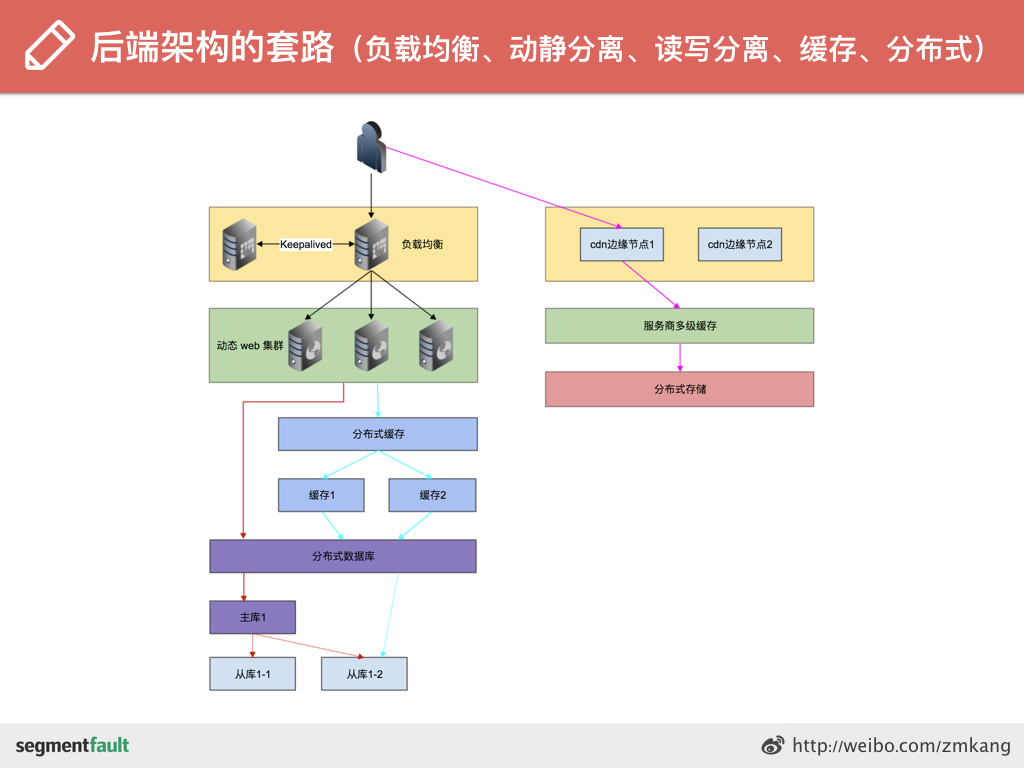 后端架构的套路（负载均衡、动静分离、读写分离、缓存、分布式）
Keepalived
负载均衡
cdn边缘节点1
cdn边缘节点2
动态 web 集群
服务商多级缓存
分布式存储
分布式缓存
缓存1
缓存2
分布式数据库
主库1
从库1-1
从库1-2
segmentfault
http://weibo.com/zmkang